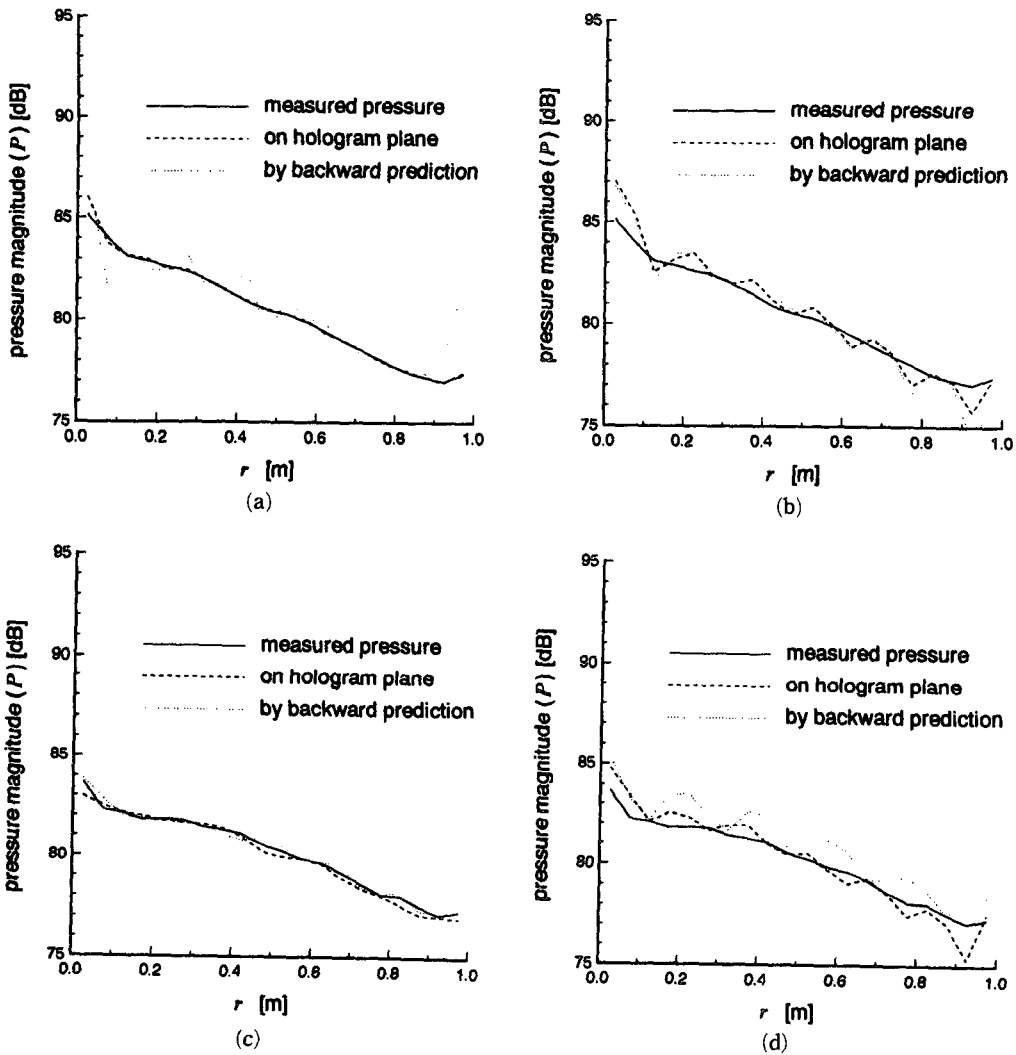 95
90
85
80
75
pressure magnitude (P) [dB]
measured pressure
on hologram plane
by backward prediction
0.0 0.2 0.4 0.6 0.8 1.0
r [m]
(a)
95
90
85
80
75
pressure magnitude (P) [dB]
measured pressure
on hologram plane
by backward prediction
0.0 0.2 0.4 0.6 0.8 1.0
r [m]
(b)
95
90
85
80
75
pressure magnitude (P) [dB]
measured pressure
on hologram plane
by backward prediction
0.0 0.2 0.4 0.6 0.8 1.0
r [m]
(c)
95
90
85
80
75
pressure magnitude (P) [dB]
measured pressure
on hologram plane
by backward prediction
0.0 0.2 0.4 0.6 0.8 1.0
r [m]
(d)